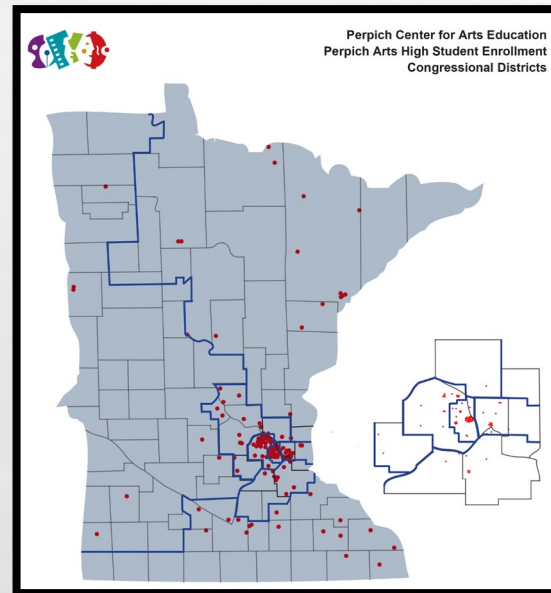 Perpich Center for Arts Education
Perpich Arts High Student Enrollment
Congressional Districts